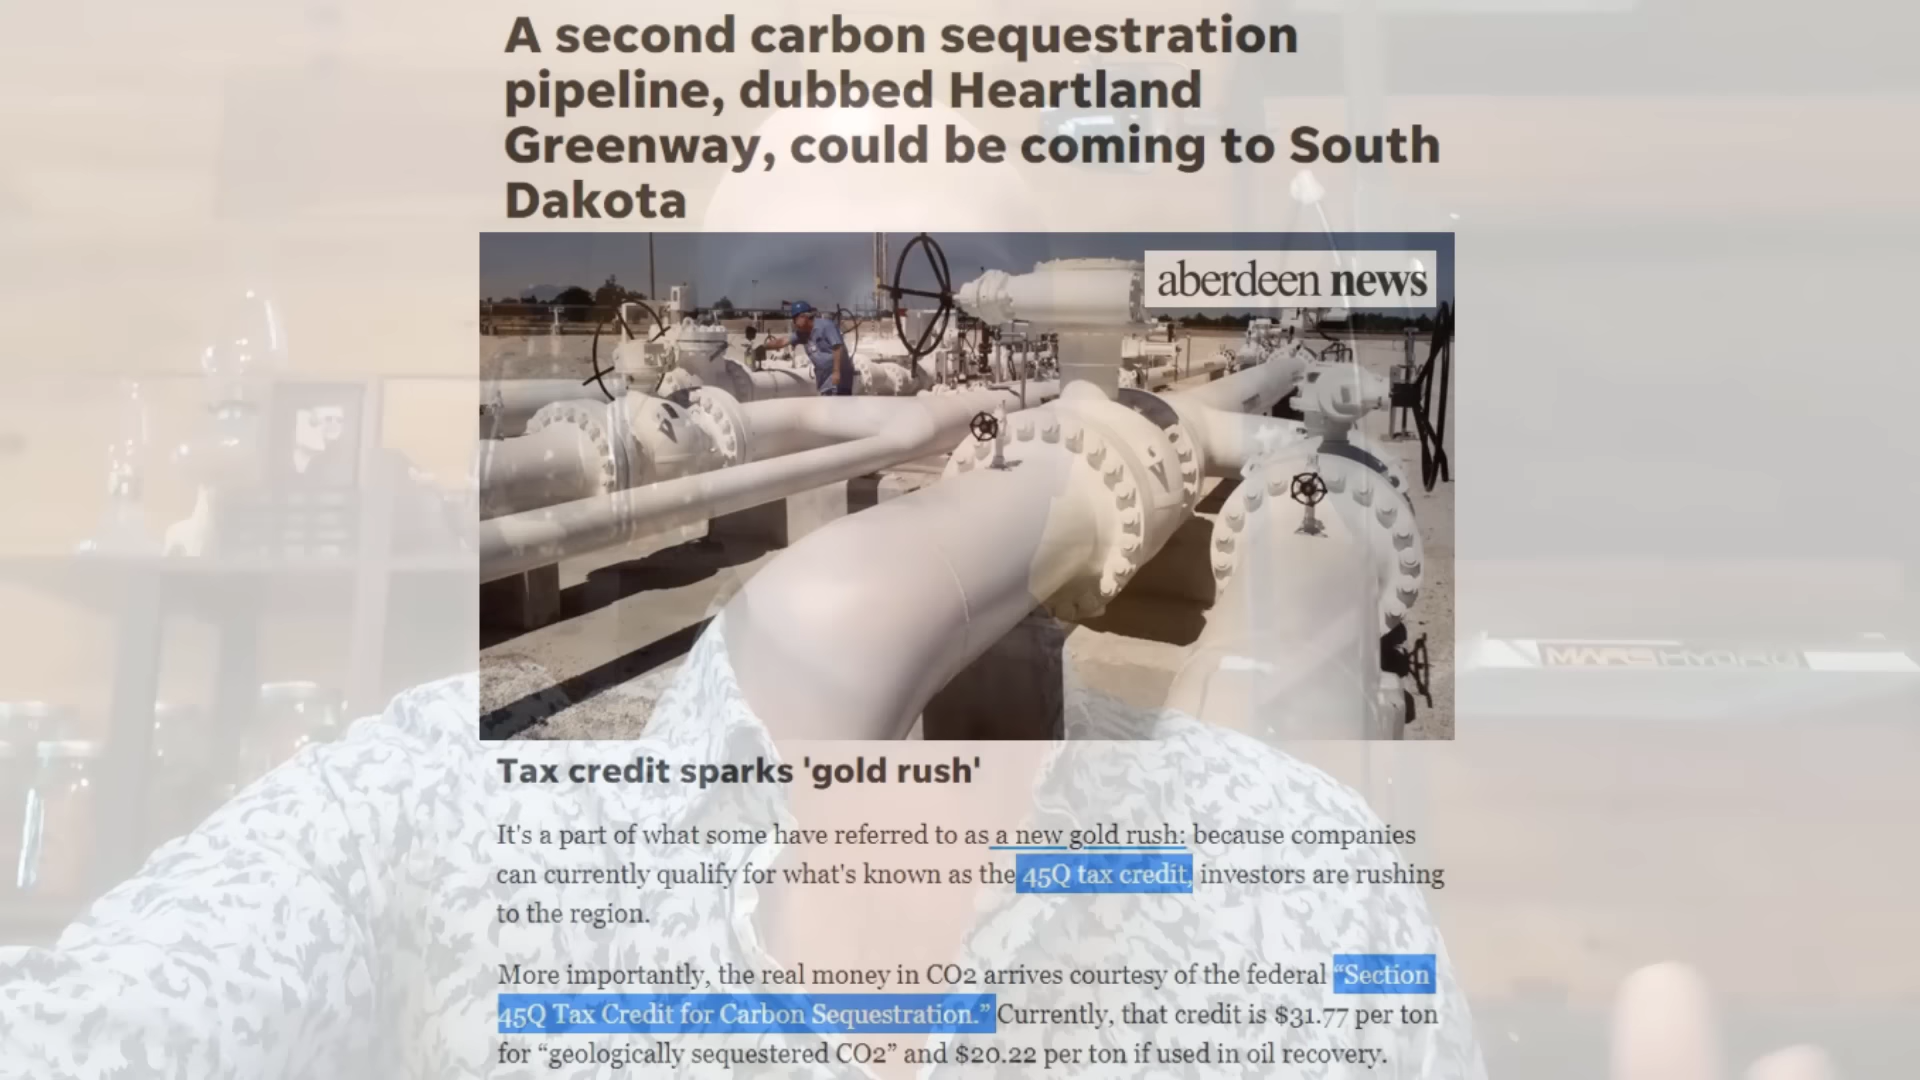 A second carbon sequestration
pipeline, dubbed Heartland
Greenway, could be coming to South
Dakota
aberdeen news
MARS HYDRO
Tax credit sparks 'gold rush'
It's a part of what some have referred to as a new gold rush: because companies
can currently qualify for what's known as the 45Q tax credit, investors are rushing
to the region.
More importantly, the real money in CO2 arrives courtesy of the federal “Section
45Q Tax Credit for Carbon Sequestration.” Currently, that credit is $31.77 per ton
for “geologically sequestered CO2” and $20.22 per ton if used in oil recovery.